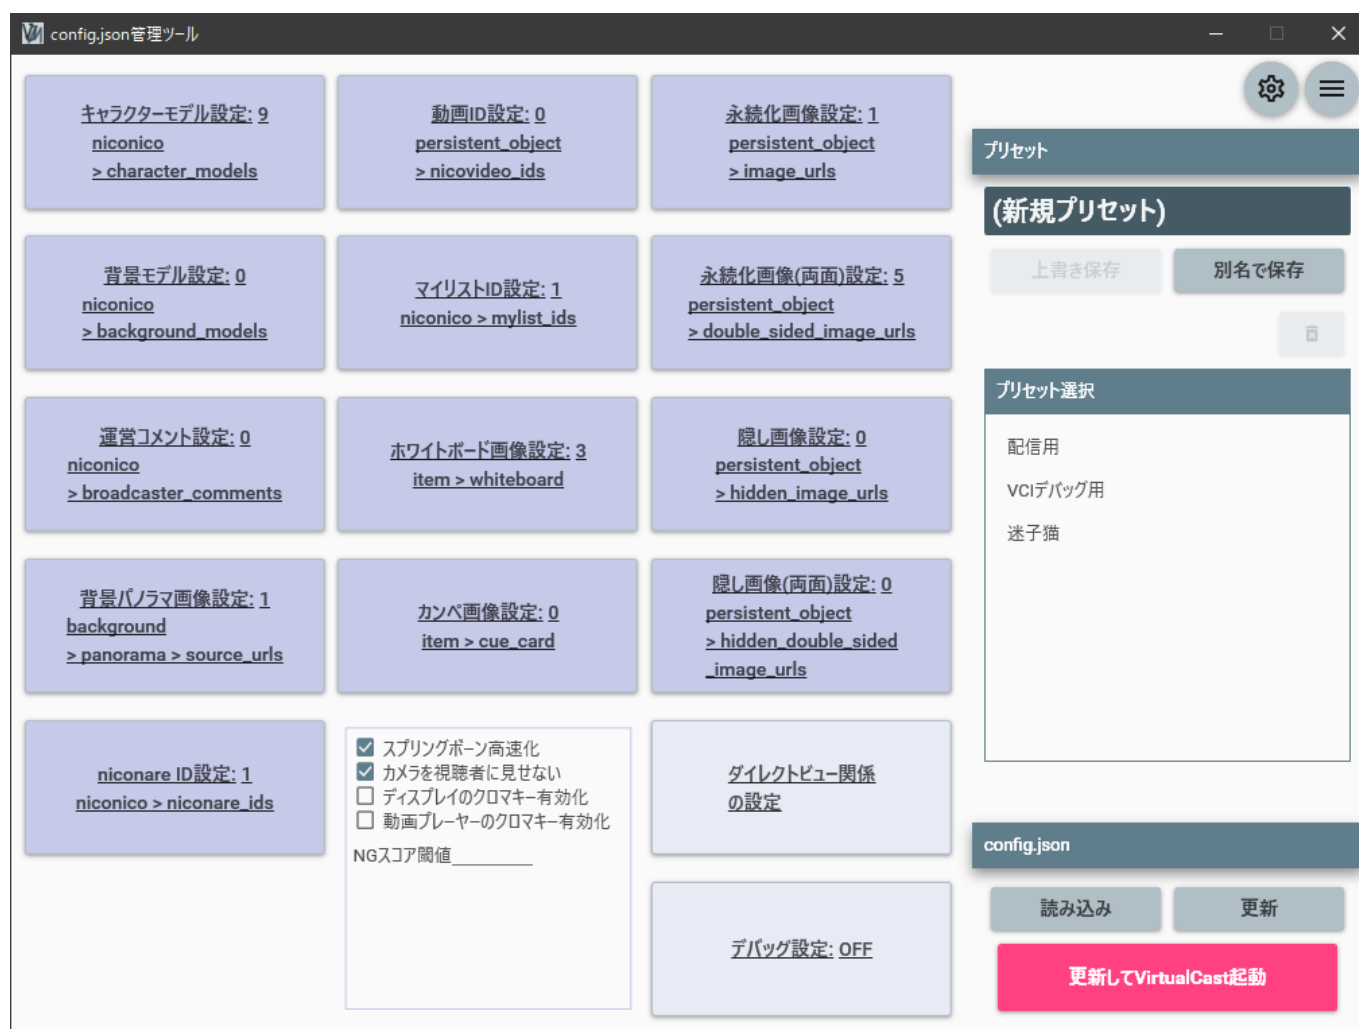 config.json管理ツール
キャラクターモデル設定: 9
niconico
> character_models
動画ID設定: 0
persistent_object
> nicovideo_ids
永続化画像設定: 1
persistent_object
> image_urls
背景モデル設定: 0
niconico
> background_models
マイリストID設定: 1
niconico > mylist_ids
永続化画像(両面)設定: 5
persistent_object
> double_sided_image_urls
運営コメント設定: 0
niconico
> broadcaster_comments
ホワイトボード画像設定: 3
item > whiteboard
隠し画像設定: 0
persistent_object
> hidden_image_urls
背景パノラマ画像設定: 1
background
> panorama > source_urls
カンペ画像設定: 0
item > cue_card
隠し画像(両面)設定: 0
persistent_object
> hidden_double_sided
_image_urls
niconare ID設定: 1
niconico > niconare_ids
スプリングボーン高速化
カメラを視聴者に見せない
ディスプレイのクロマキー有効化
動画プレーヤーのクロマキー有効化
NGスコア閾値
ダイレクトビュー関係
の設定
デバッグ設定: OFF
プリセット
(新規プリセット)
上書き保存
別名で保存
プリセット選択
配信用
VCIデバッグ用
迷子猫
config.json
読み込み
更新
更新してVirtualCast起動